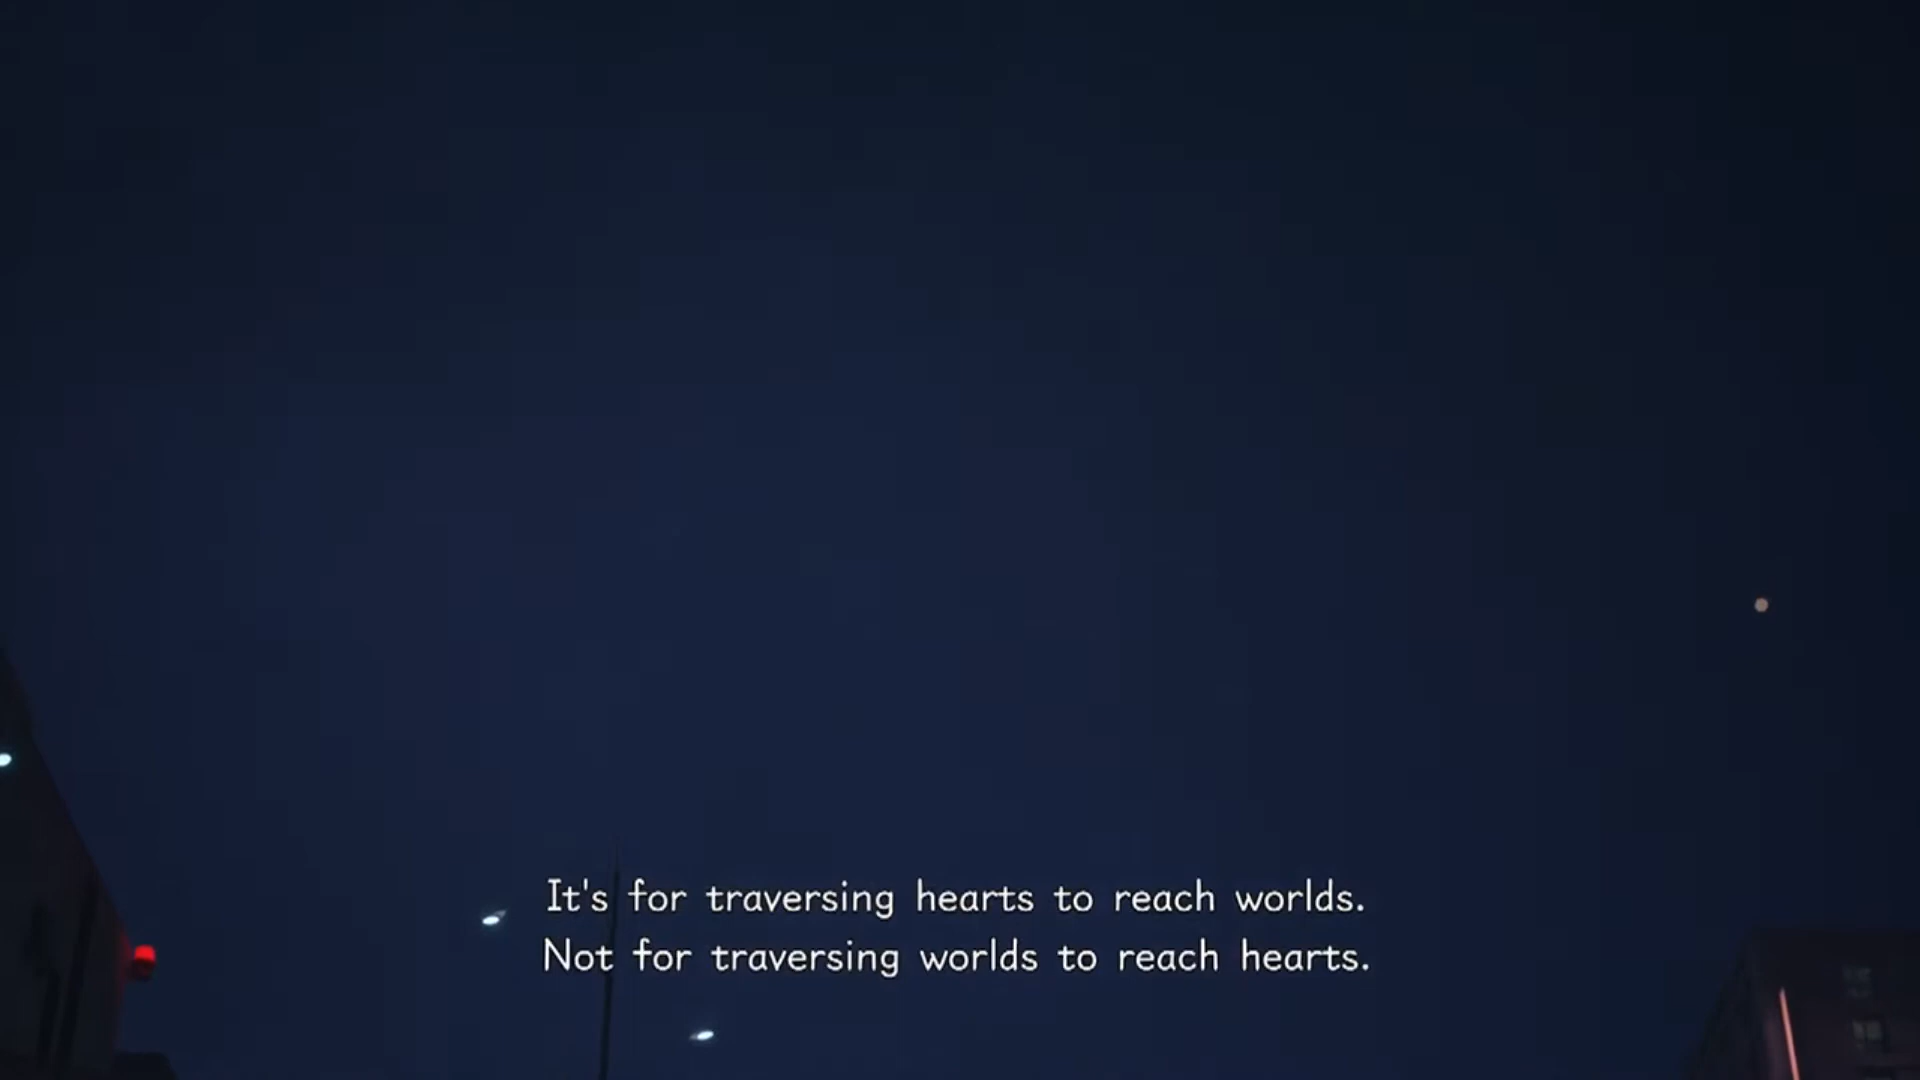 It's for traversing hearts to reach worlds.
Not for traversing worlds to reach hearts.